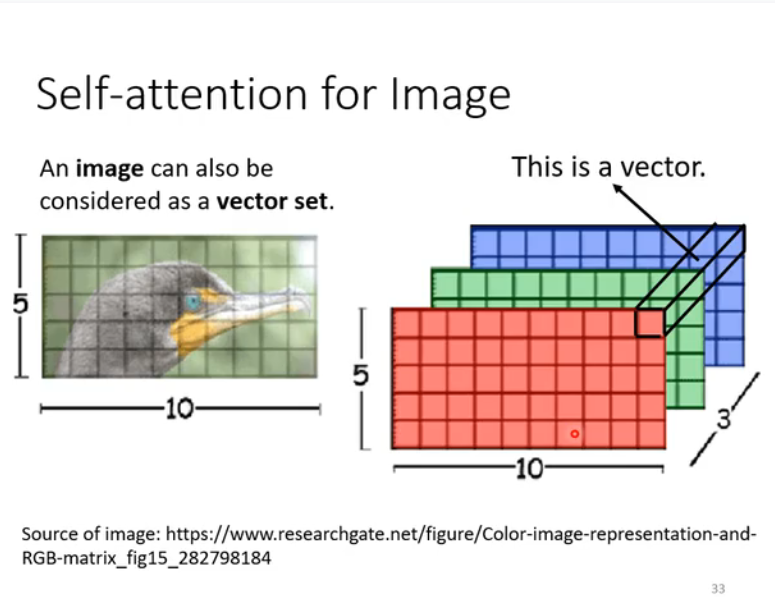 Self-attention for Image
An image can also be
considered as a vector set.
This is a vector.
5
10
5
10
3
Source of image: https://www.researchgate.net/figure/Color-image-representation-and-
RGB-matrix_fig15_282798184
33